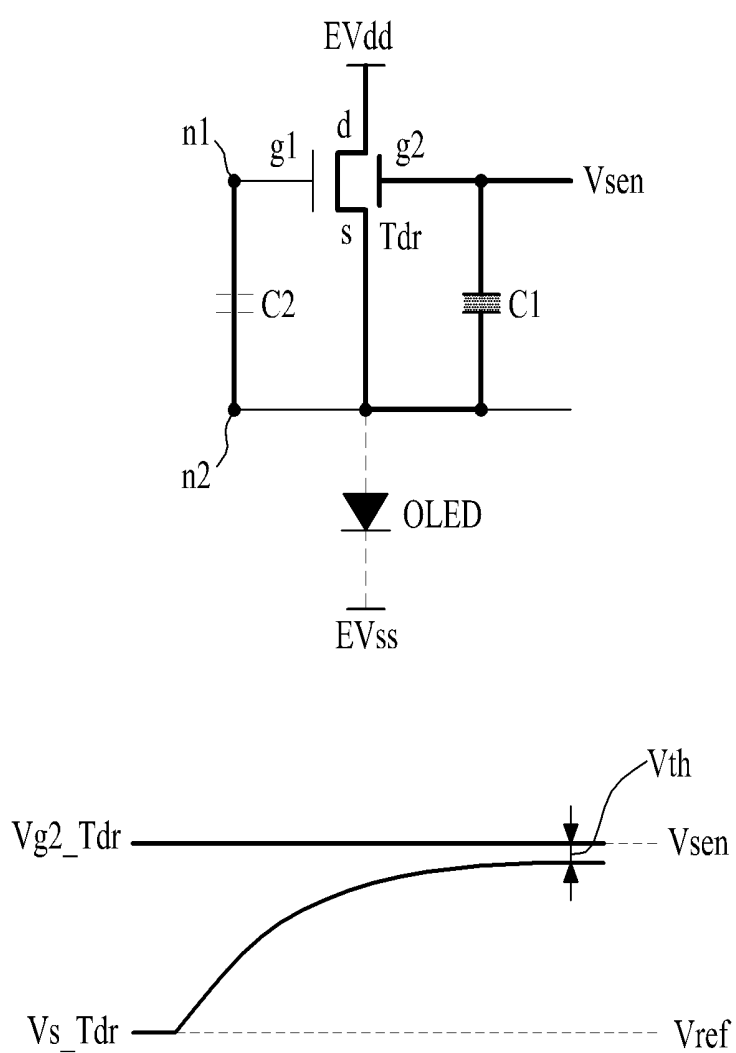 EVdd
n1
g1
d
g2
Vsen
s
Tdr
C2
C1
n2
OLED
EVss
Vth
Vg2_Tdr
Vsen
Vs_Tdr
Vref